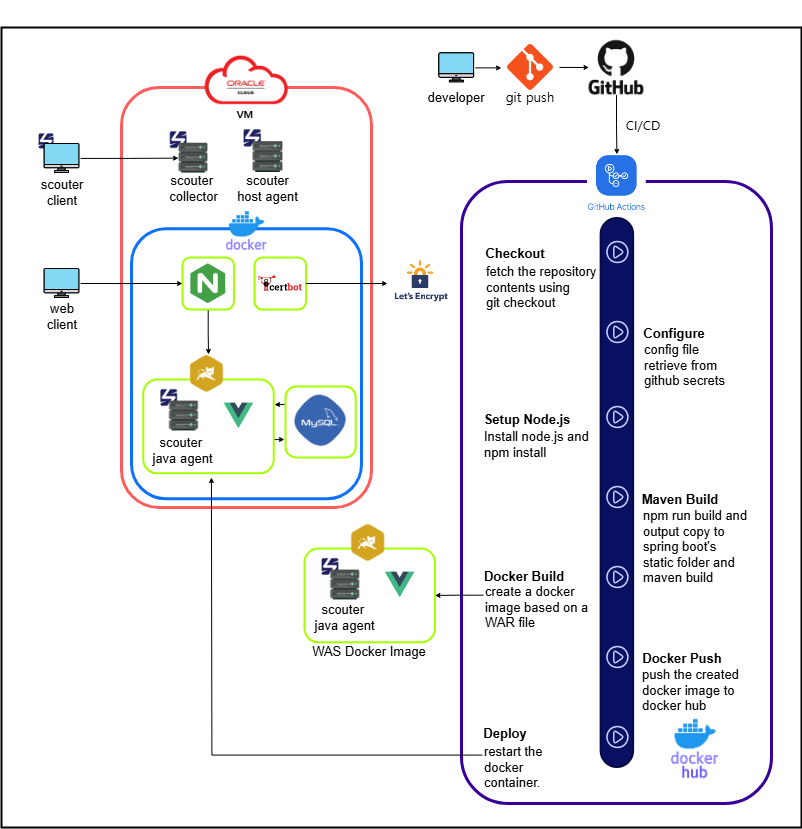 ORACLE
CLOUD
VM
scouter
client
scouter
collector
scouter
host agent
docker
web
client
N
certbot
Let's Encrypt
scouter
java agent
MySQL
developer
git push
GitHub
CI/CD
GitHub Actions
Checkout
fetch the repository
contents using
git checkout
Configure
config file
retrieve from
github secrets
Setup Node.js
Install node.js and
npm install
Maven Build
npm run build and
output copy to
spring boot's
static folder and
maven build
Docker Build
create a docker
image based on a
WAR file
scouter
java agent
WAS Docker Image
Docker Push
push the created
docker image to
docker hub
Deploy
restart the
docker
container.
docker
hub